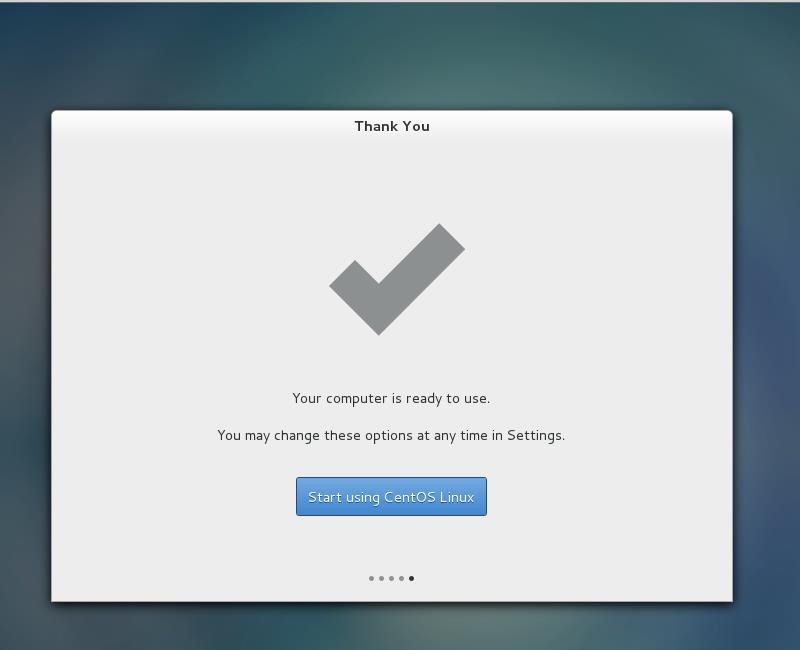 Thank You
Your computer is ready to use.
You may change these options at any time in Settings.
Start using CentOS Linux